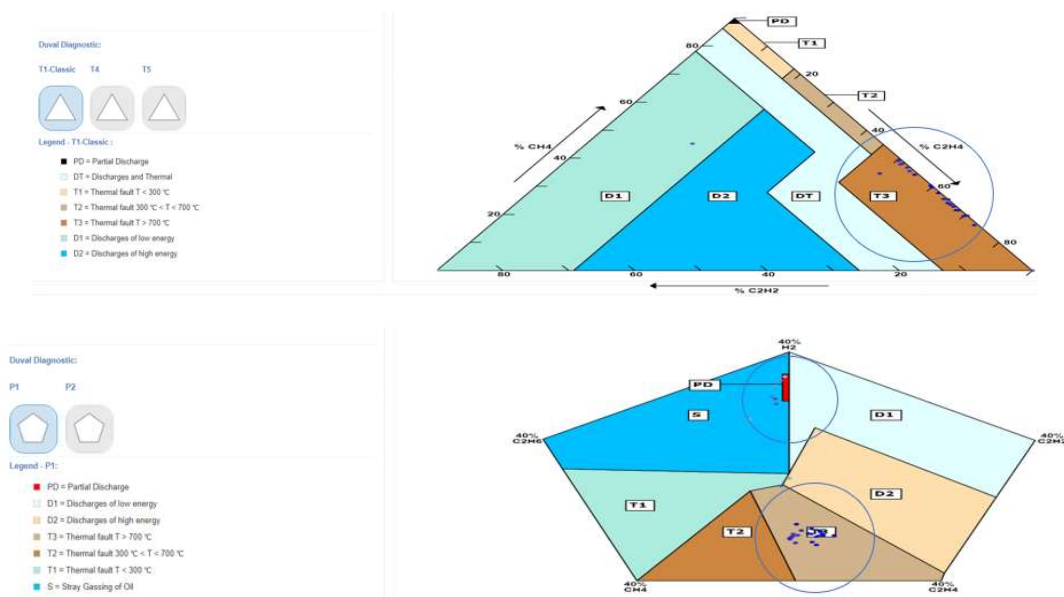 Duval Diagnostic:
T1-Classic T4 T5
Legend - T1-Classic :
PD = Partial Discharge
DT = Discharges and Thermal
T1 = Thermal fault T < 300 ℃
T2 = Thermal fault 300 ℃ < T < 700 ℃
T3 = Thermal fault T > 700 ℃
D1 = Discharges of low energy
D2 = Discharges of high energy
PD
T1
80
20
T2
60
40
% CH4
% C2H4
40
60
D1 D2 DT T3
20
80
80 60 40 20
% C2H2
Duval Diagnostic:
P1 P2
Legend - P1:
PD = Partial Discharge
D1 = Discharges of low energy
D2 = Discharges of high energy
T3 = Thermal fault T > 700 ℃
T2 = Thermal fault 300 ℃ < T < 700 ℃
T1 = Thermal fault T < 300 ℃
S = Stray Gassing of Oil
40%
H2
PD
S
D1
40%
C2H6
40%
D2
T1
T2
40%
CH4
40%
C2H4